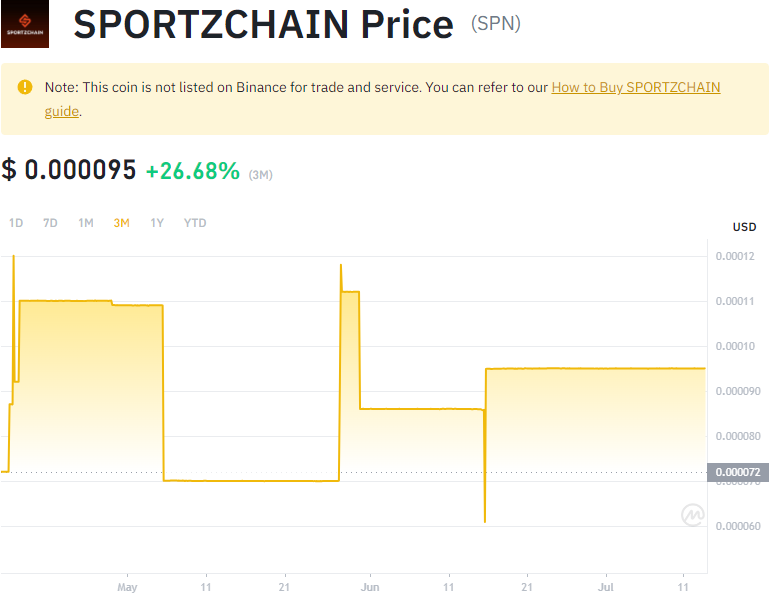 SPORTZCHAIN
SPORTZCHAIN Price (SPN)
Note: This coin is not listed on Binance for trade and service. You can refer to our How to Buy SPORTZCHAIN
guide.
$ 0.000095 +26.68% (3M)
1D 7D 1M 3M 1Y YTD
USD
0.00012
0.00011
0.00010
0.000090
0.000080
0.000072
0.000070
0.000060
May 11 21 Jun 11 21 Jul 11